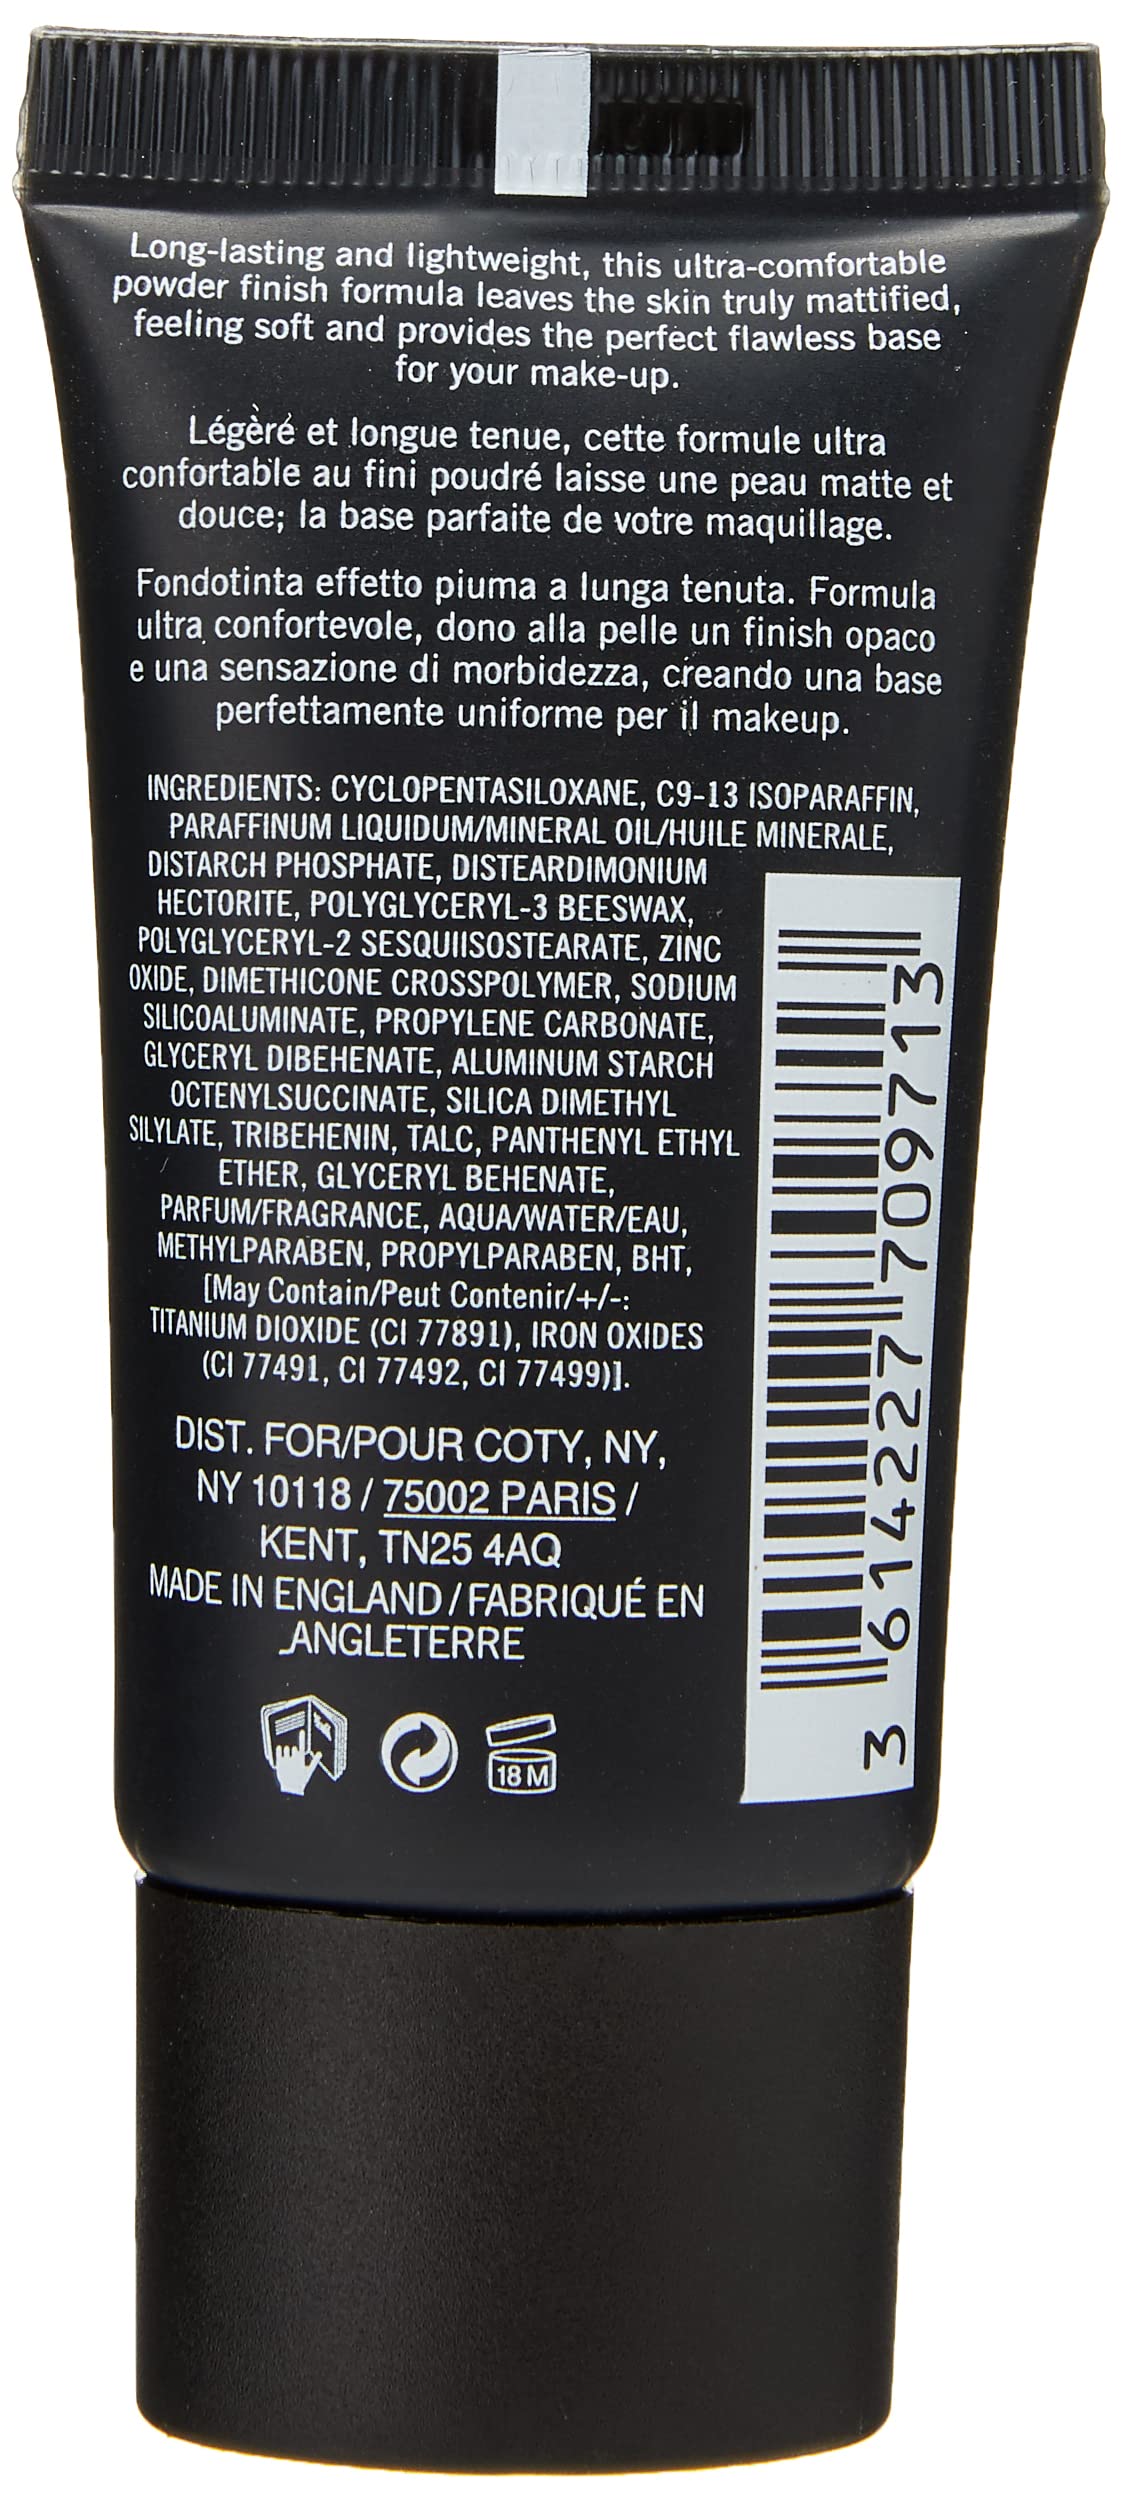 Long-lasting and lightweight, this ultra-comfortable
powder finish formula leaves the skin truly mattified,
feeling soft and provides the perfect flawless base
for your make-up.
Légèré et longue tenue, cette formule ultra
confortable au fini poudré laisse une peau matte et
douce; la base parfaite de votre maquillage.
Fondotinta effetto piuma a lunga tenuta. Formula
ultra confortevole, dono alla pelle un finish opaco
e una sensazione di morbidezza, creando una base
perfettamente uniforme per il makeup.
INGREDIENTS: CYCLOPENTASILOXANE, C9-13 ISOPARAFFIN,
PARAFFINUM LIQUIDUM/MINERAL OIL/HUILE MINERALE,
DISTARCH PHOSPHATE, DISTEARDIMONIUM
HECTORITE, POLYGLYCERYL-3 BEESWAX,
POLYGLYCERYL-2 SESQUIISOSTEARATE, ZINC
OXIDE, DIMETHICONE CROSSPOLYMER, SODIUM
SILICOALUMINATE, PROPYLENE CARBONATE,
GLYCERYL DIBEHENATE, ALUMINUM STARCH
OCTENYLSUCCINATE, SILICA DIMETHYL
SILYLATE, TRIBEHENIN, TALC, PANTHENYL ETHYL
ETHER, GLYCERYL BEHENATE,
PARFUM/FRAGRANCE, AQUA/WATER/EAU,
METHYLPARABEN, PROPYLPARABEN, BHT,
[May Contain/Peut Contenir/+/-:
TITANIUM DIOXIDE (CI 77891), IRON OXIDES
(CI 77491, CI 77492, CI 77499)].
DIST. FOR/POUR COTY, NY,
NY 10118 / 75002 PARIS /
KENT, TN25 4AQ
MADE IN ENGLAND / FABRIQUÉ EN
ANGLETERRE
18 M
3 614227 709713